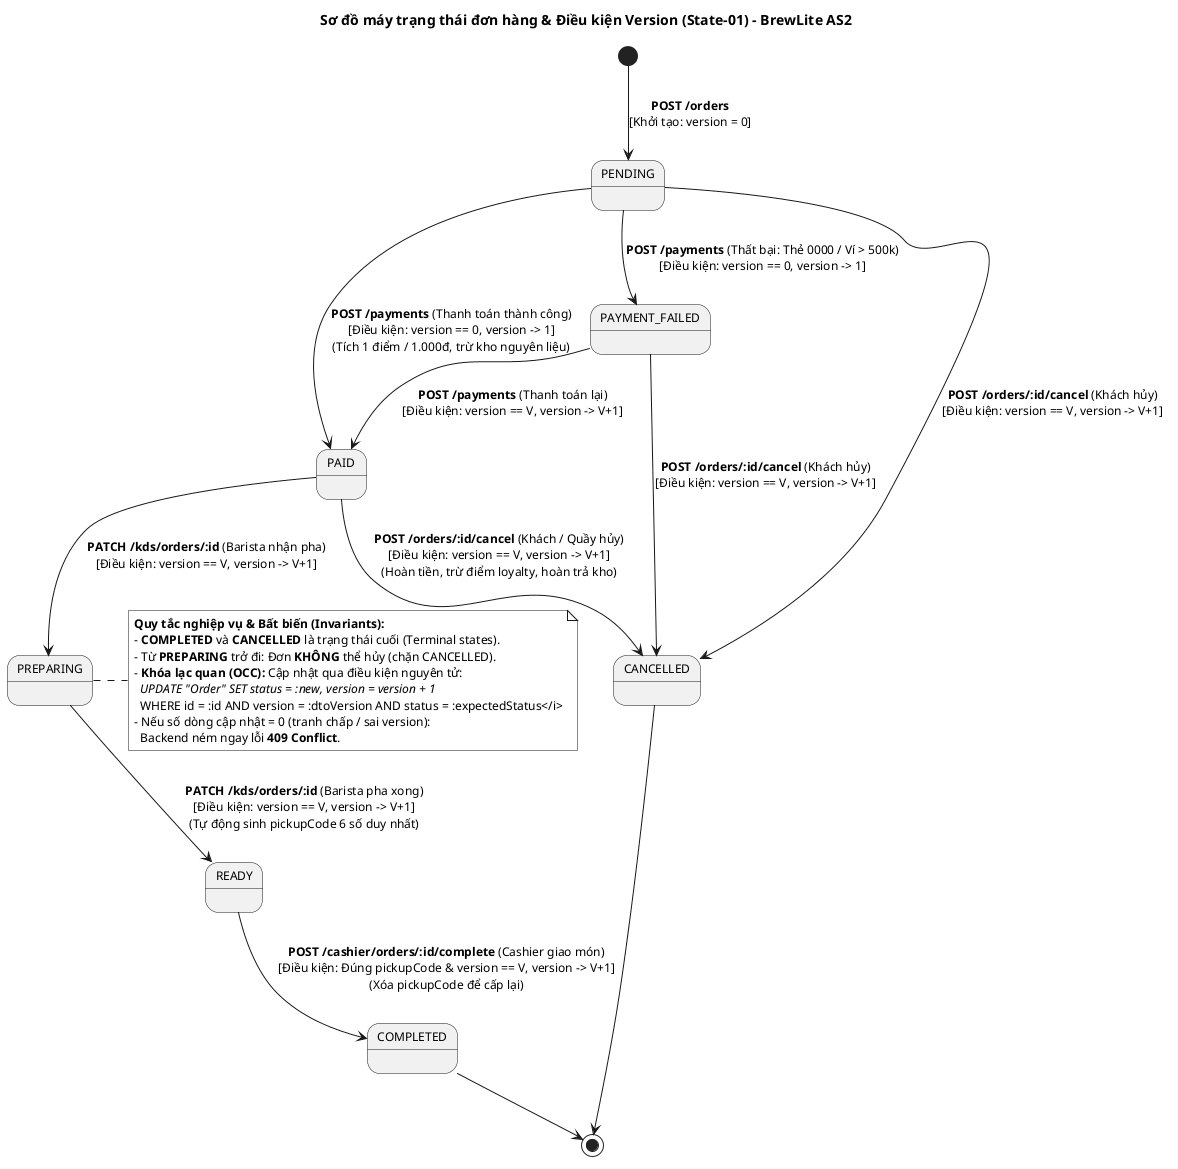 Sơ đồ máy trạng thái đơn hàng & Điều kiện Version (State-01) - BrewLite AS2
POST /orders
[Khởi tạo: version = 0]
PENDING
POST /payments (Thất bại: Thẻ 0000 / Ví > 500k)
[Điều kiện: version == 0, version -> 1]
POST /payments (Thanh toán thành công)
[Điều kiện: version == 0, version -> 1]
(Tích 1 điểm / 1.000đ, trừ kho nguyên liệu)
PAYMENT_FAILED
POST /payments (Thanh toán lại)
[Điều kiện: version == V, version -> V+1]
POST /orders/:id/cancel (Khách hủy)
[Điều kiện: version == V, version -> V+1]
PAID
POST /orders/:id/cancel (Khách hủy)
[Điều kiện: version == V, version -> V+1]
PATCH /kds/orders/:id (Barista nhận pha)
[Điều kiện: version == V, version -> V+1]
POST /orders/:id/cancel (Khách / Quầy hủy)
[Điều kiện: version == V, version -> V+1]
(Hoàn tiền, trừ điểm loyalty, hoàn trả kho)
PREPARING
Quy tắc nghiệp vụ & Bất biến (Invariants):
- COMPLETED và CANCELLED là trạng thái cuối (Terminal states).
- Từ PREPARING trở đi: Đơn KHÔNG thể hủy (chặn CANCELLED).
- Khóa lạc quan (OCC): Cập nhật qua điều kiện nguyên tử:
UPDATE "Order" SET status = :new, version = version + 1
WHERE id = :id AND version = :dtoVersion AND status = :expectedStatus</i>
- Nếu số dòng cập nhật = 0 (tranh chấp / sai version):
Backend ném ngay lỗi 409 Conflict.
CANCELLED
PATCH /kds/orders/:id (Barista pha xong)
[Điều kiện: version == V, version -> V+1]
(Tự động sinh pickupCode 6 số duy nhất)
READY
POST /cashier/orders/:id/complete (Cashier giao món)
[Điều kiện: Đúng pickupCode & version == V, version -> V+1]
(Xóa pickupCode để cấp lại)
COMPLETED